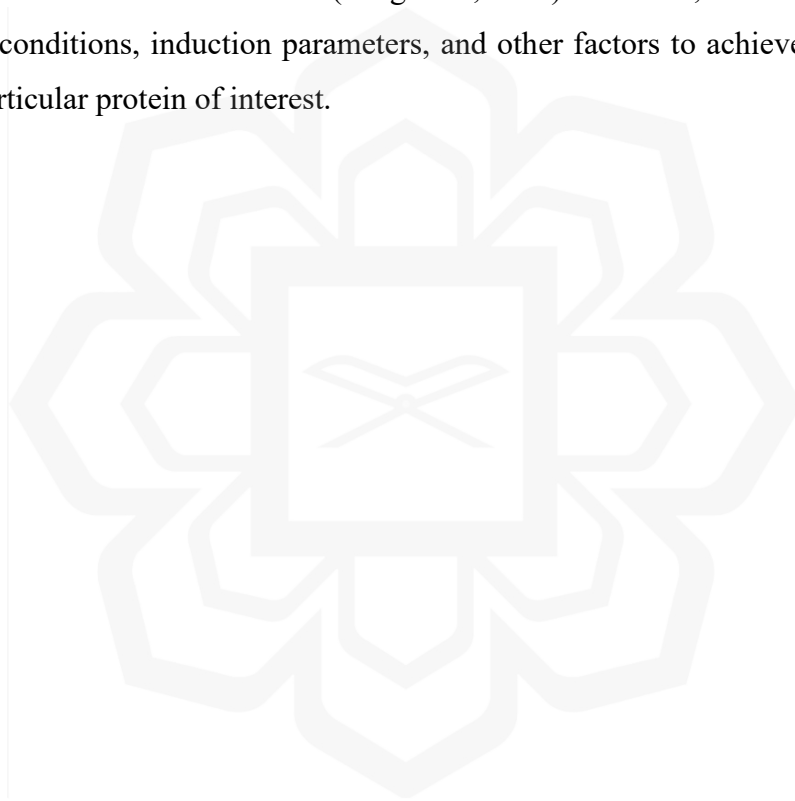 conditions, induction parameters, and other factors to achieve
rticular protein of interest.